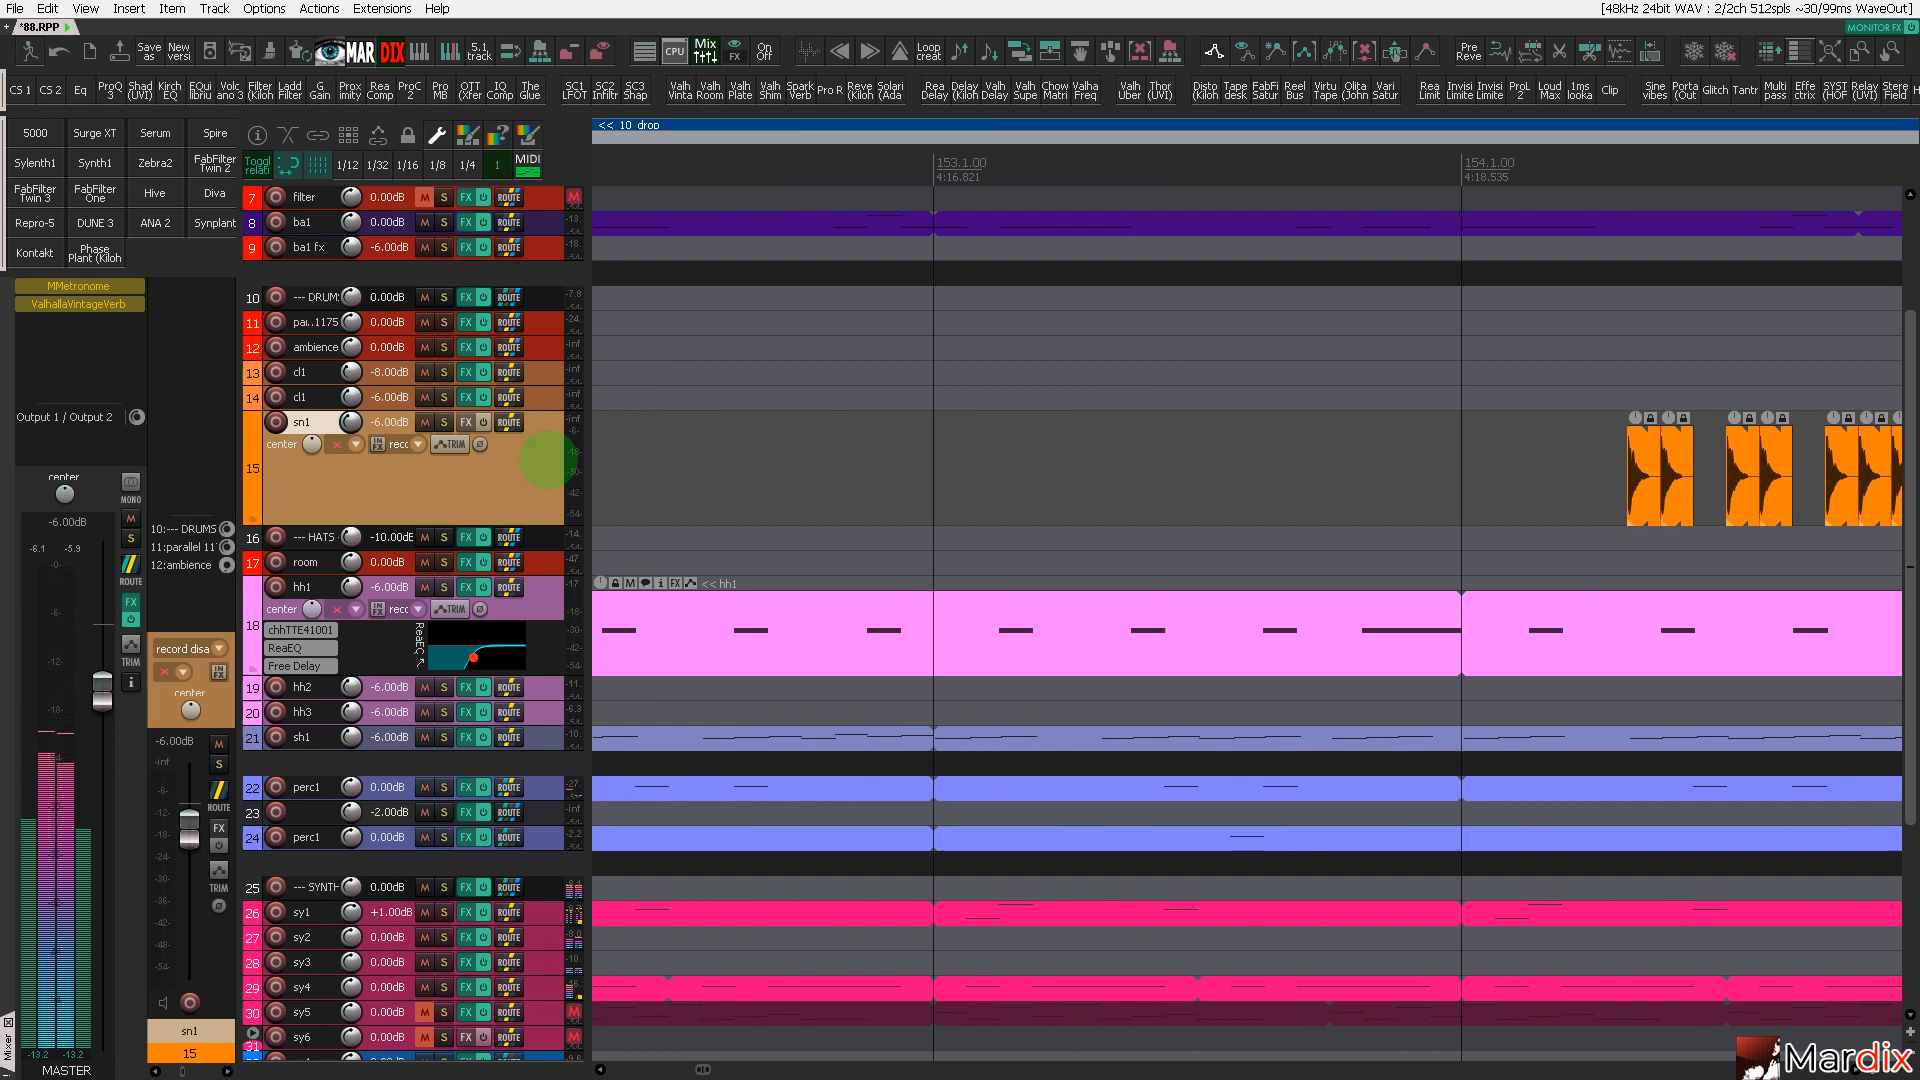 File Edit View Insert Item Track Options Actions Extensions Help
[48kHz 24bit WAV : 2/2ch 512spls ~30/99ms WaveOut]
*88.RPP
MONITOR FX
Save as
New versi
MAR DIX
5.1 track
CPU
Mix
FX
On Off
Loop creat
Pre Reve
CS 1 CS 2 Eq ProQ 3 Shad (UVI) Kirch EQ EQui libriu Volc ano 3 Filter (Kiloh Ladd Filter G Gain Prox imity Rea Comp ProC 2 Pro MB OTT (Xfer IQ Comp The Glue SC1 LFOT SC2 Infiltr SC3 Shap Valh Vinta Valh Room Valh Plate Valh Shim Spark Verb Pro R Reve (Kiloh Solari (Ada Rea Delay Delay (Kiloh Valh Delay Valh Supe Chow Matri Valha Freq Valh Uber Thor (UVI) Disto (Kiloh Tape desk FabFi Satur Reel Bus Virtu Tape Olita (John Vari Satur Rea Limit Invisi Limite Invisi Limite ProL 2 Loud Max 1ms looka Clip Sine vibes Porta (Out Glitch Tantr Multi pass Effe ctrix SYST (HOF Relay (UVI) Stere Field
5000 Surge XT Serum Spire
Sylenth1 Synth1 Zebra2 FabFilter Twin 2
FabFilter Twin 3 FabFilter One Hive Diva
Repro-5 DUNE 3 ANA 2 Synplant
Kontakt Phase Plant (Kiloh
Toggl relati 1/12 1/32 1/16 1/8 1/4 1 MIDI
<< 10 drop
153.1.00
4:16.821
154.1.00
4:18.535
MMetronome
ValhallaVintageVerb
Output 1 / Output 2
center
MONO
-6.00dB
-6.1 -5.9
M
S
ROUTE
FX
TRIM
-13.2 -13.2
MASTER
Mixer
10:--- DRUMS
11:parallel 11
12:ambience
record disa
IN FX
center
-6.00dB
-inf
M
S
ROUTE
FX
TRIM
sn1
15
7 filter 0.00dB M S FX ROUTE M
8 ba1 0.00dB M S FX ROUTE -13.
9 ba1 fx -6.00dB M S FX ROUTE -18.
10 --- DRUM: 0.00dB M S FX ROUTE -7.8
11 par..1175 0.00dB M S FX ROUTE -24.
12 ambience 0.00dB M S FX ROUTE -inf
13 cl1 -8.00dB M S FX ROUTE -inf
14 cl1 -6.00dB M S FX ROUTE -inf
15 sn1 -6.00dB M S FX ROUTE -inf
center IN FX recc TRIM
16 --- HATS -10.00dB M S FX ROUTE -14.
17 room 0.00dB M S FX ROUTE -47.
18 hh1 -6.00dB M S FX ROUTE -17.
center IN FX recc TRIM
chhTTE41001
ReaEQ
Free Delay
ReaEQ
M FX << hh1
19 hh2 -6.00dB M S FX ROUTE -11.
20 hh3 -6.00dB M S FX ROUTE -6.3
21 sh1 -6.00dB M S FX ROUTE -10.
22 perc1 0.00dB M S FX ROUTE -27.
23 -2.00dB M S FX ROUTE -inf
24 perc1 0.00dB M S FX ROUTE -2.2
25 --- SYNTH 0.00dB M S FX ROUTE
26 sy1 +1.00dB M S FX ROUTE
27 sy2 0.00dB M S FX ROUTE
28 sy3 0.00dB M S FX ROUTE
29 sy4 0.00dB M S FX ROUTE
30 sy5 0.00dB M S FX ROUTE M
31 sy6 0.00dB M S FX ROUTE M
Mardix